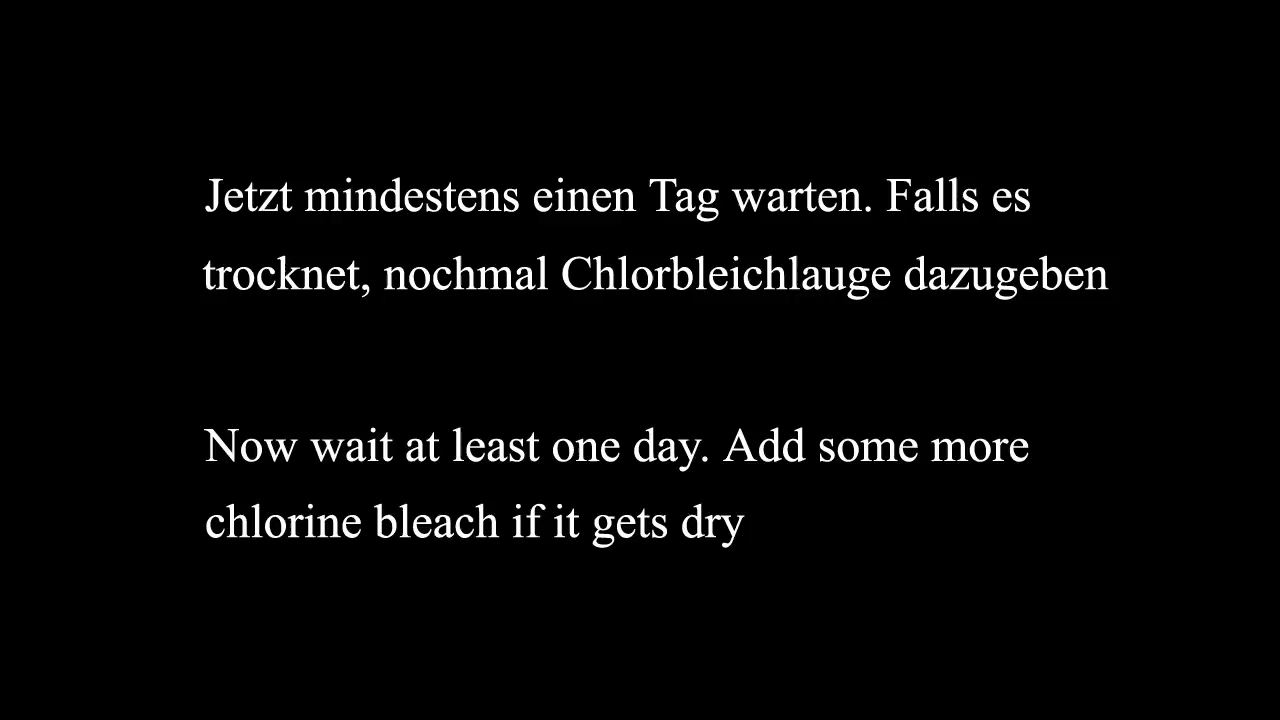 Jetzt mindestens einen Tag warten. Falls es
trocknet, nochmal Chlorbleichlauge dazugeben
Now wait at least one day. Add some more
chlorine bleach if it gets dry